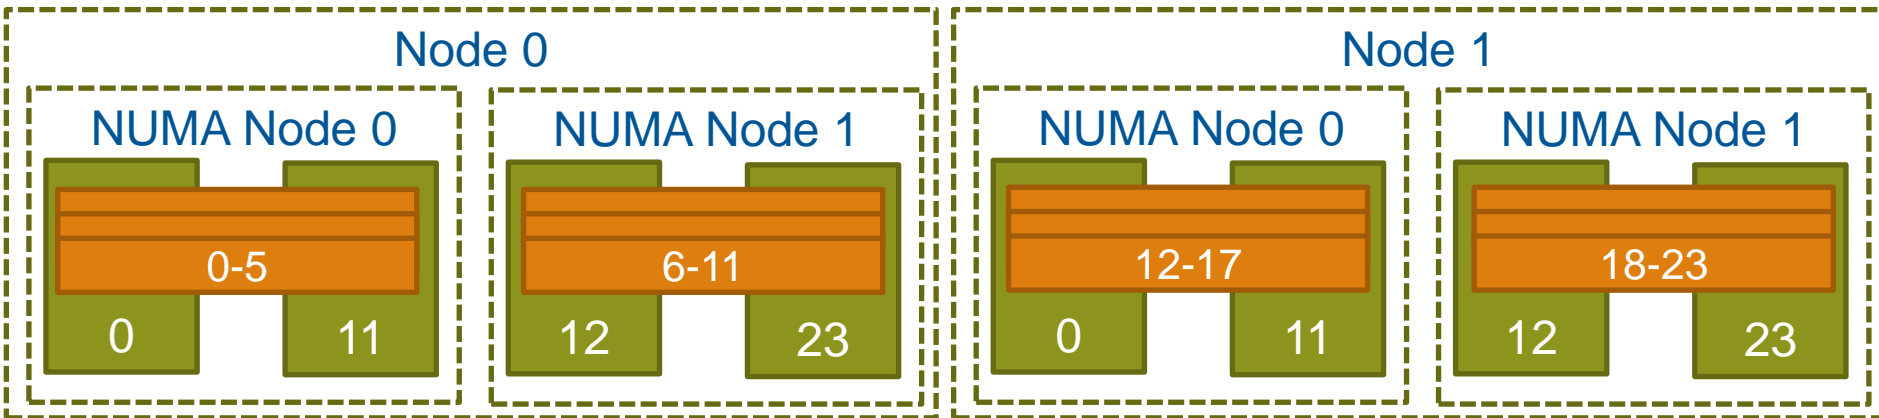 Node 0
NUMA Node 0
0-5
0
11
NUMA Node 1
6-11
12
23
Node 1
NUMA Node 0
12-17
0
11
NUMA Node 1
18-23
12
23